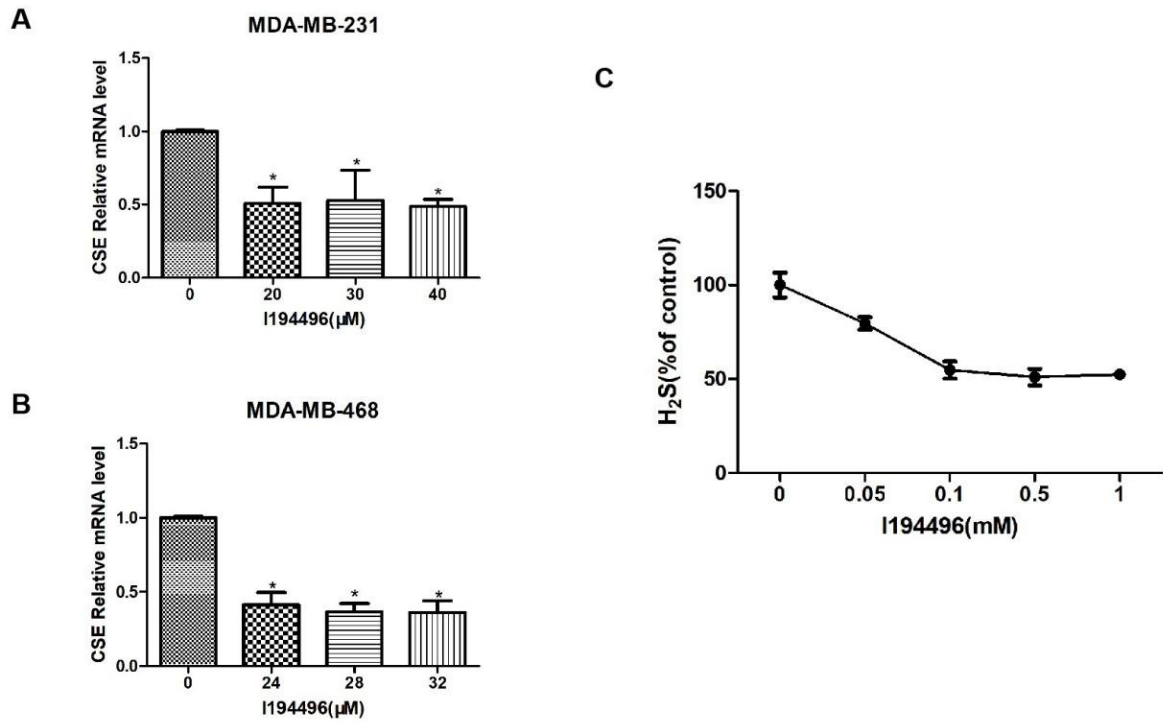 A
MDA-MB-231
CSE Relative mRNA level
1.5
1.0
0.5
0.0
*
*
*
0
20
30
40
I194496(μM)
B
MDA-MB-468
CSE Relative mRNA level
1.5
1.0
0.5
0.0
*
*
*
0
24
28
32
I194496(μM)
C
H₂S(%of control)
150
100
50
0
0
0.05
0.1
0.5
1
I194496(mM)